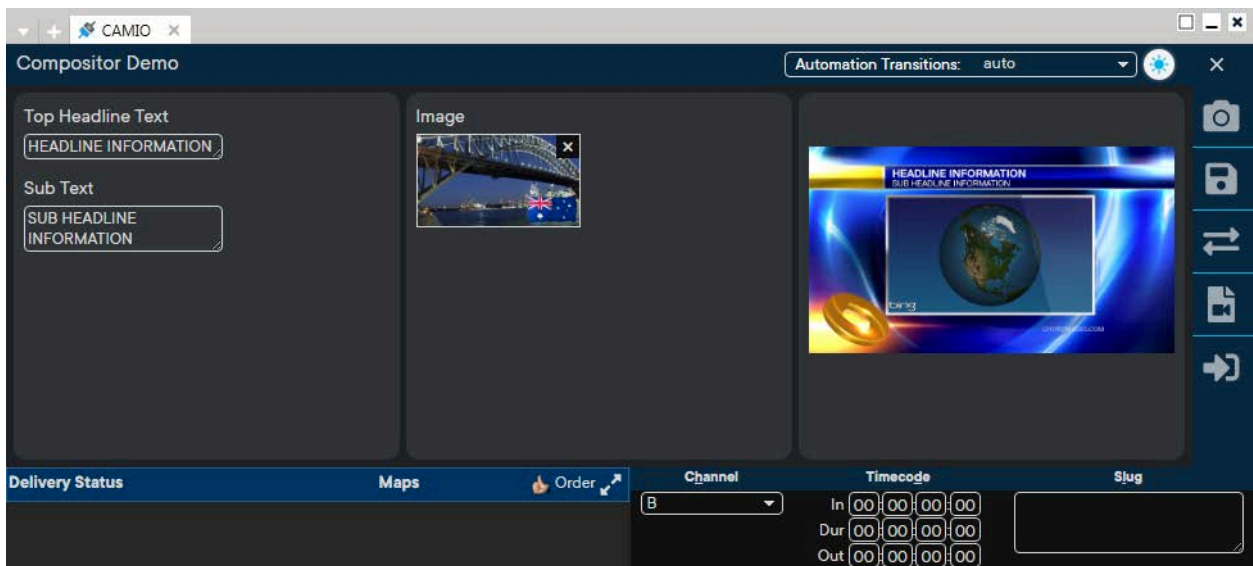 CAMIO
Compositor Demo
Automation Transitions: auto
Top Headline Text
HEADLINE INFORMATION
Sub Text
SUB HEADLINE
INFORMATION
Image
HEADLINE INFORMATION
SUB HEADLINE INFORMATION
bing
Delivery Status
Maps
Order
Channel
B
Timecode
In 00:00:00:00
Dur 00:00:00:00
Out 00:00:00:00
Slug